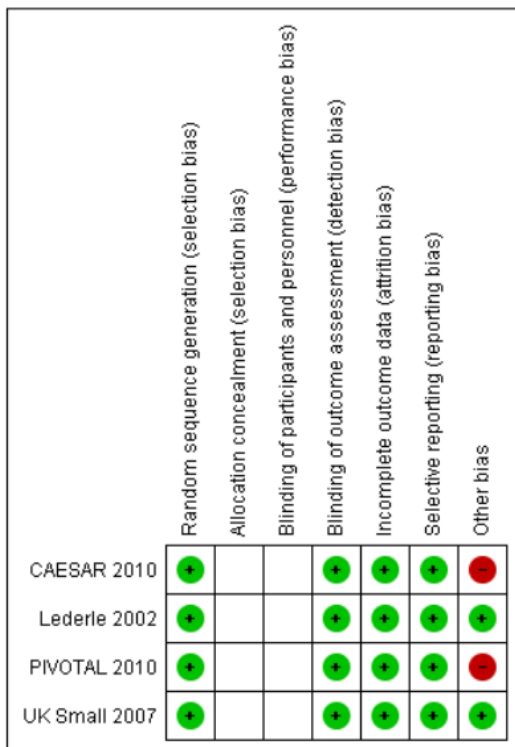 Random sequence generation (selection bias)
Allocation concealment (selection bias)
Blinding of participants and personnel (performance bias)
Blinding of outcome assessment (detection bias)
Incomplete outcome data (attrition bias)
Selective reporting (reporting bias)
Other bias
CAESAR 2010 + + + + -
Lederle 2002 + + + + +
PIVOTAL 2010 + + + + -
UK Small 2007 + + + + +